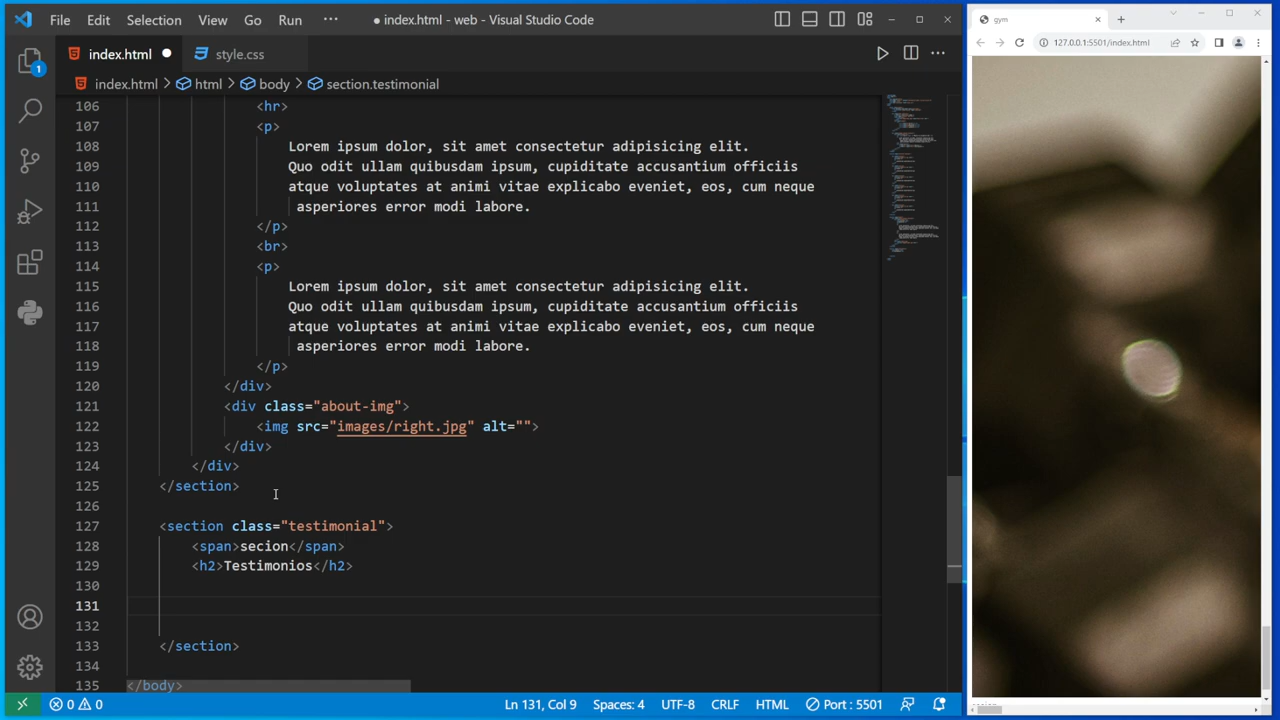 File Edit Selection View Go Run ··· ● index.html - web - Visual Studio Code
index.html ● style.css
index.html > html > body > section.testimonial
106 <hr>
107 <p>
108 Lorem ipsum dolor, sit amet consectetur adipisicing elit.
109 Quo odit ullam quibusdam ipsum, cupiditate accusantium officiis
110 atque voluptates at animi vitae explicabo eveniet, eos, cum neque
111 asperiores error modi labore.
112 </p>
113 <br>
114 <p>
115 Lorem ipsum dolor, sit amet consectetur adipisicing elit.
116 Quo odit ullam quibusdam ipsum, cupiditate accusantium officiis
117 atque voluptates at animi vitae explicabo eveniet, eos, cum neque
118 asperiores error modi labore.
119 </p>
120 </div>
121 <div class="about-img">
122 <img src="images/right.jpg" alt="">
123 </div>
124 </div>
125 </section>
126
127 <section class="testimonial">
128 <span>secion</span>
129 <h2>Testimonios</h2>
130
131
132
133 </section>
134
135 </body>
1
0 0 Ln 131, Col 9 Spaces: 4 UTF-8 CRLF HTML Port : 5501
gym
127.0.0.1:5501/index.html